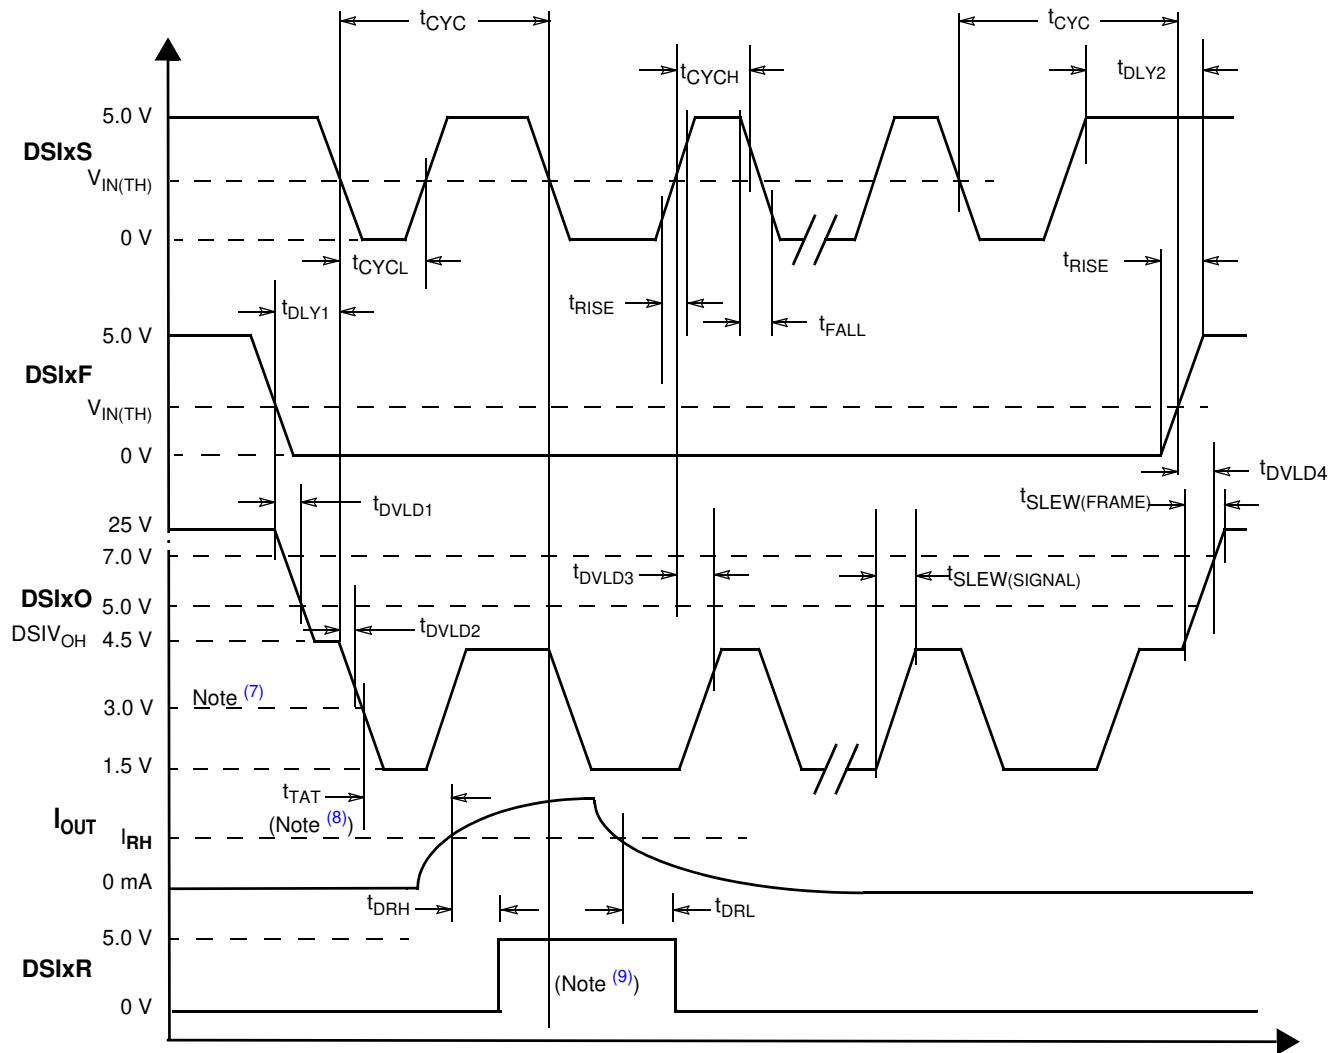 tCYC
tCYC
tCYCH
tDLY2
5.0 V
DSIxS
VIN(TH)
0 V
tCYCL
tRISE
tDLY1
tRISE
tFALL
5.0 V
DSIxF
VIN(TH)
0 V
tDVLD4
tSLEW(FRAME)
tDVLD1
25 V
7.0 V
tDVLD3
tSLEW(SIGNAL)
DSIxO
5.0 V
DSIVOH
4.5 V
tDVLD2
Note (7)
3.0 V
1.5 V
tTAT
(Note (8))
IOUT
IRH
0 mA
tDRH
tDRL
5.0 V
DSIxR
(Note (9))
0 V